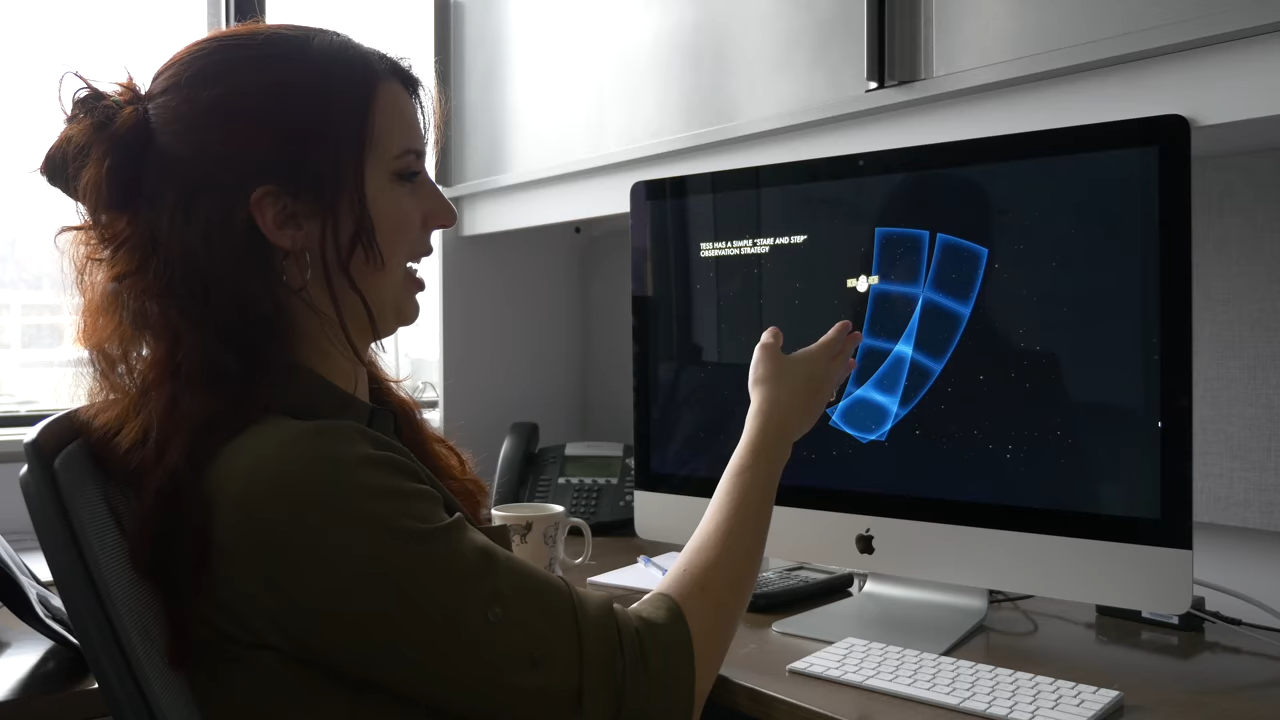 TESS HAS A SIMPLE "STARE AND STEP"
OBSERVATION STRATEGY